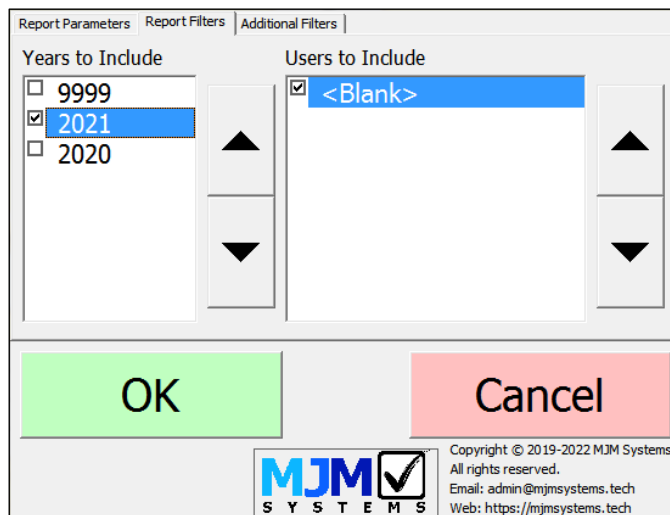 Report Parameters Report Filters Additional Filters
Years to Include
9999
2021
2020
Users to Include
<Blank>
OK
Cancel
MJM
SYSTEMS
Copyright © 2019-2022 MJM Systems
All rights reserved.
Email: admin@mjmsystems.tech
Web: https://mjmsystems.tech